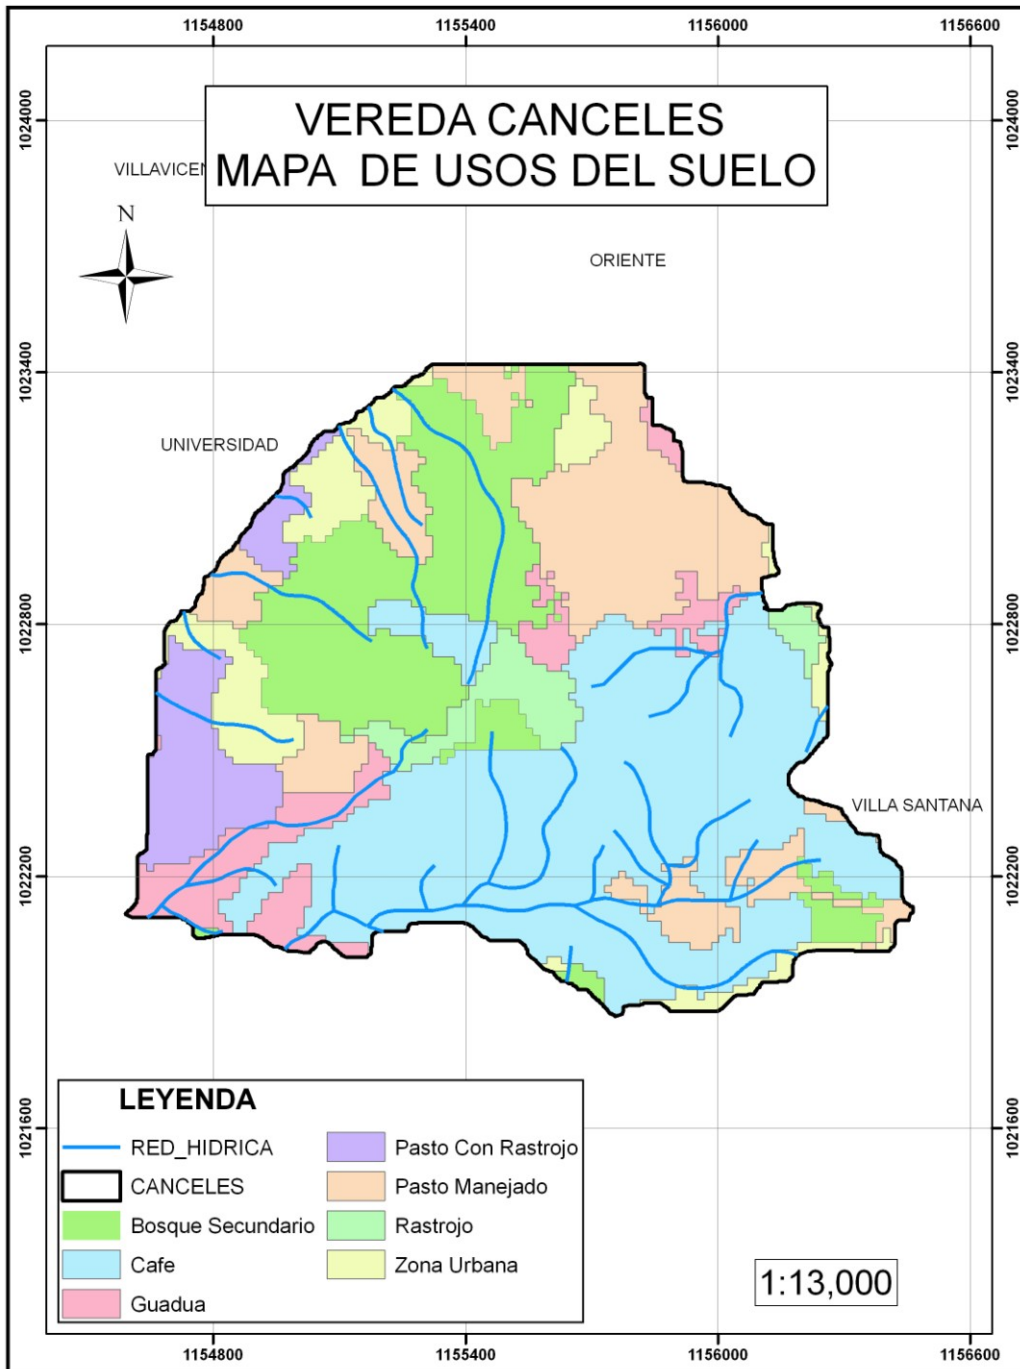 1154800 1155400 1156000 1156600
1024000 1024000
VEREDA CANCELES
MAPA DE USOS DEL SUELO
VILLAVICEN
N
ORIENTE
1023400 1023400
UNIVERSIDAD
1022800 1022800
VILLA SANTANA
1022200 1022200
1021600 1021600
LEYENDA
RED_HIDRICA
CANCELES
Bosque Secundario
Cafe
Guadua
Pasto Con Rastrojo
Pasto Manejado
Rastrojo
Zona Urbana
1:13,000
1154800 1155400 1156000 1156600